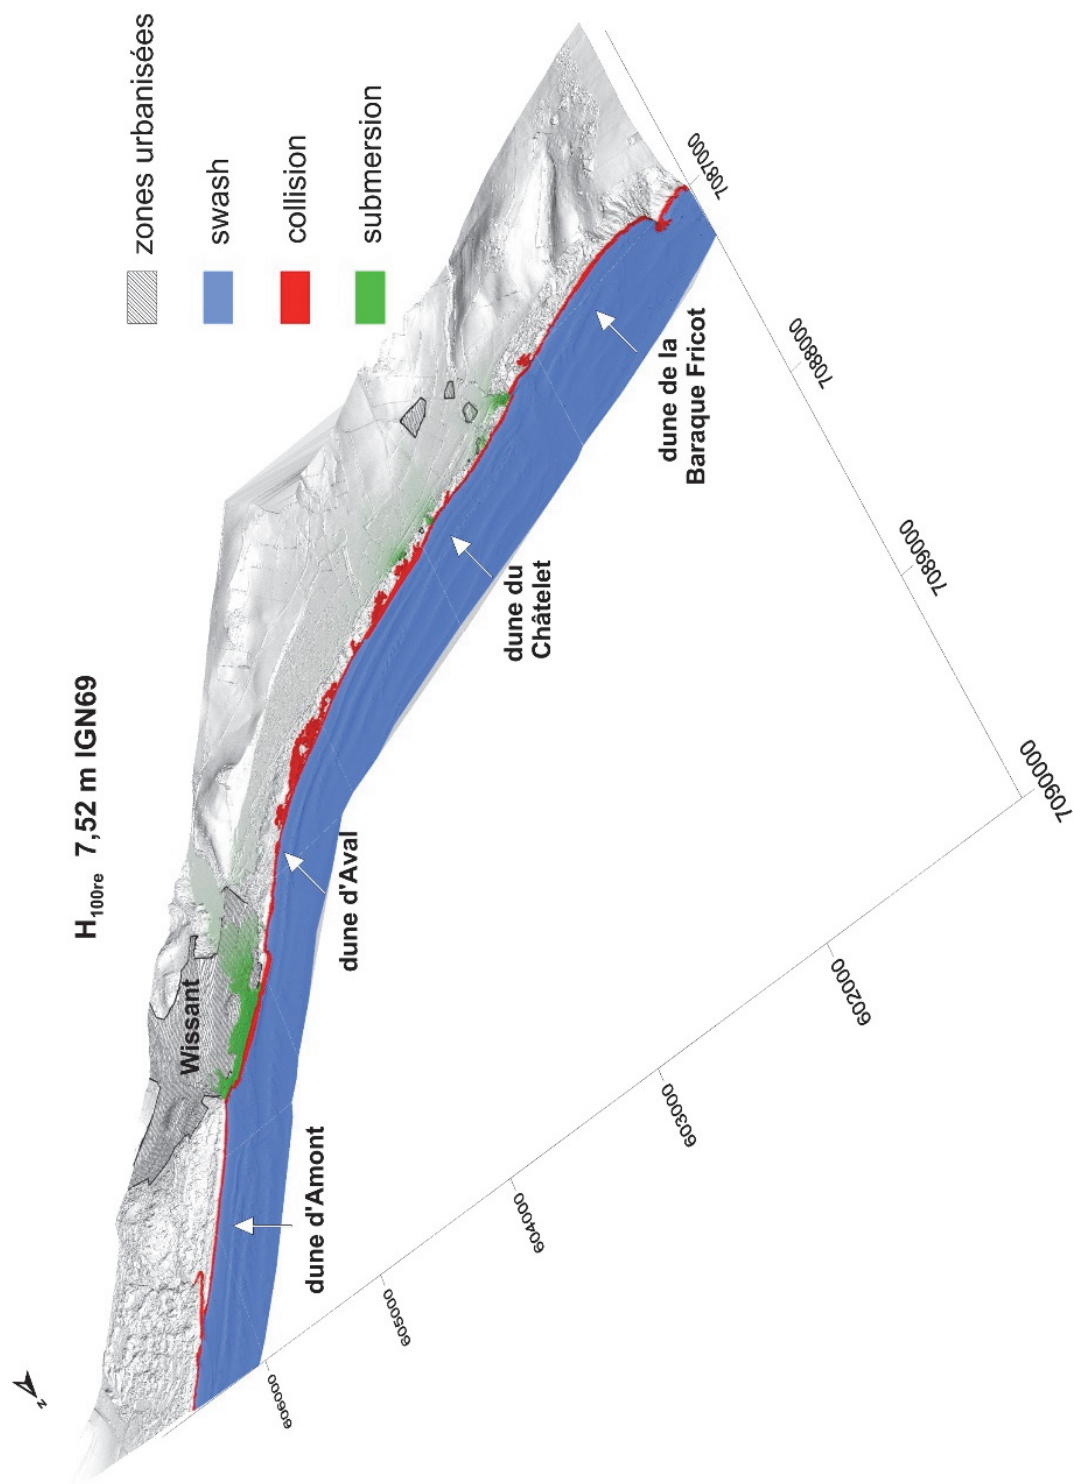 H100re 7,52 m IGN69
zones urbanisées
swash
collision
submersion
Wissant
dune d'Amont
dune d'Aval
dune du
Châtelet
dune de la
Baraque Fricot
N
606000
605000
604000
603000
602000
7090000
7089000
7088000
7087000